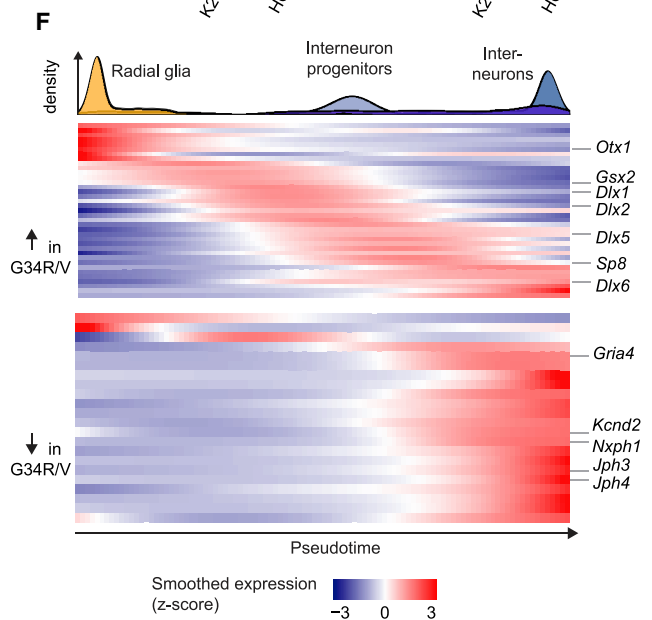 F
density
Radial glia
Interneuron
progenitors
Inter-
neurons
Otx1
Gsx2
Dlx1
Dlx2
Dlx5
Sp8
Dlx6
↑ in
G34R/V
Gria4
Kcnd2
Nxph1
Jph3
Jph4
↓ in
G34R/V
Pseudotime
Smoothed expression
(z-score)
−3 0 3